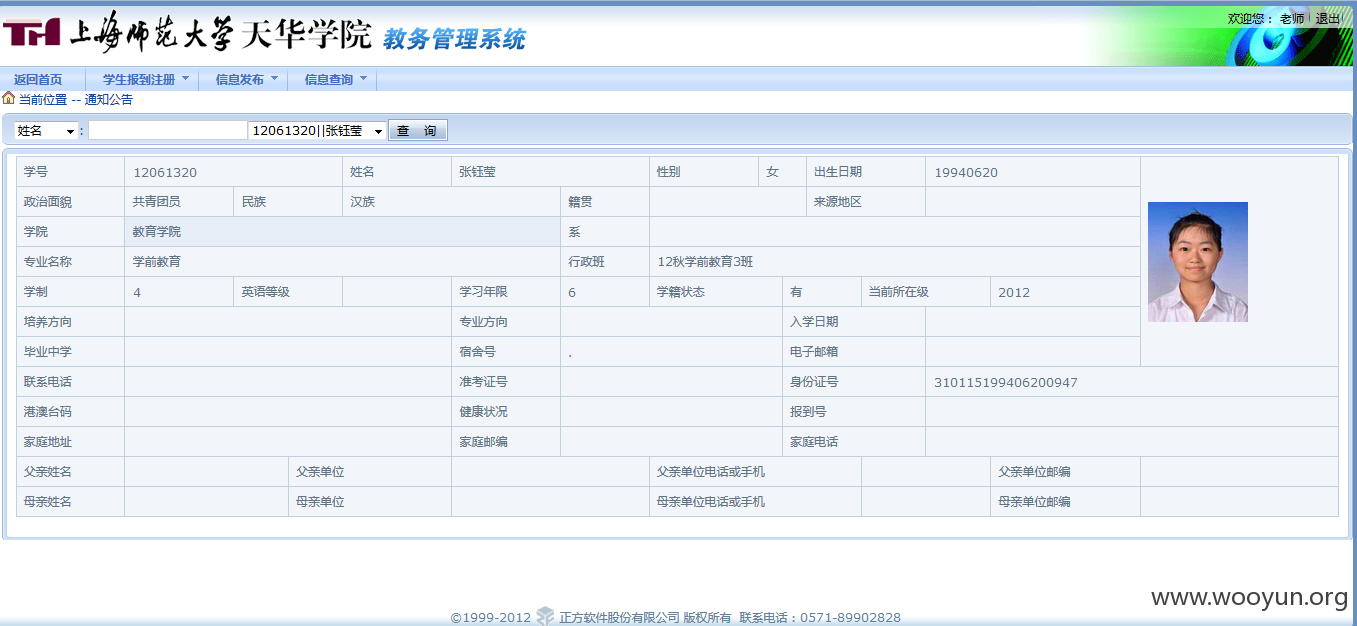 欢迎您： 老师 退出
TH 上海师范大学 天华学院 教务管理系统
返回首页 学生报到注册 信息发布 信息查询
当前位置 -- 通知公告
姓名 : 12061320||张钰莹 查 询
学号 12061320 姓名 张钰莹 性别 女 出生日期 19940620
政治面貌 共青团员 民族 汉族 籍贯 来源地区
学院 教育学院 系
专业名称 学前教育 行政班 12秋学前教育3班
学制 4 英语等级 学习年限 6 学籍状态 有 当前所在级 2012
培养方向 专业方向 入学日期
毕业中学 宿舍号 . 电子邮箱
联系电话 准考证号 身份证号 310115199406200947
港澳台码 健康状况 报到号
家庭地址 家庭邮编 家庭电话
父亲姓名 父亲单位 父亲单位电话或手机 父亲单位邮编
母亲姓名 母亲单位 母亲单位电话或手机 母亲单位邮编
www.wooyun.org
©1999-2012 正方软件股份有限公司 版权所有 联系电话：0571-89902828